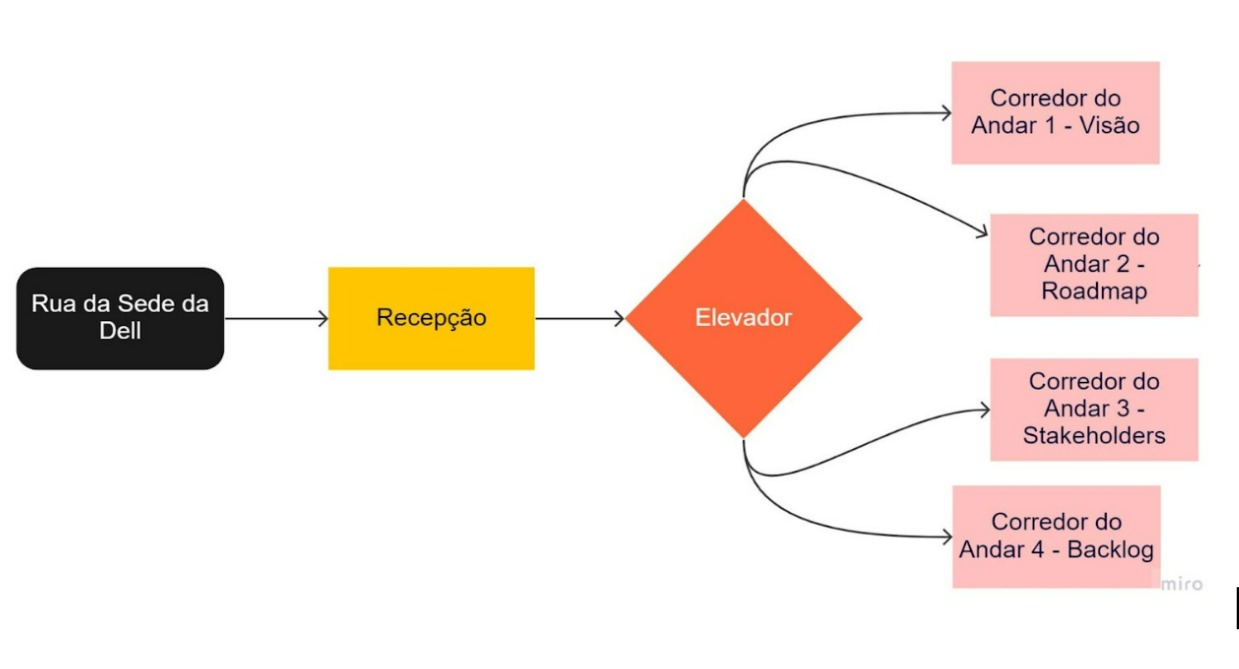 Rua da Sede da
Dell
Recepção
Elevador
Corredor do
Andar 1 - Visão
Corredor do
Andar 2 -
Roadmap
Corredor do
Andar 3 -
Stakeholders
Corredor do
Andar 4 - Backlog
miro